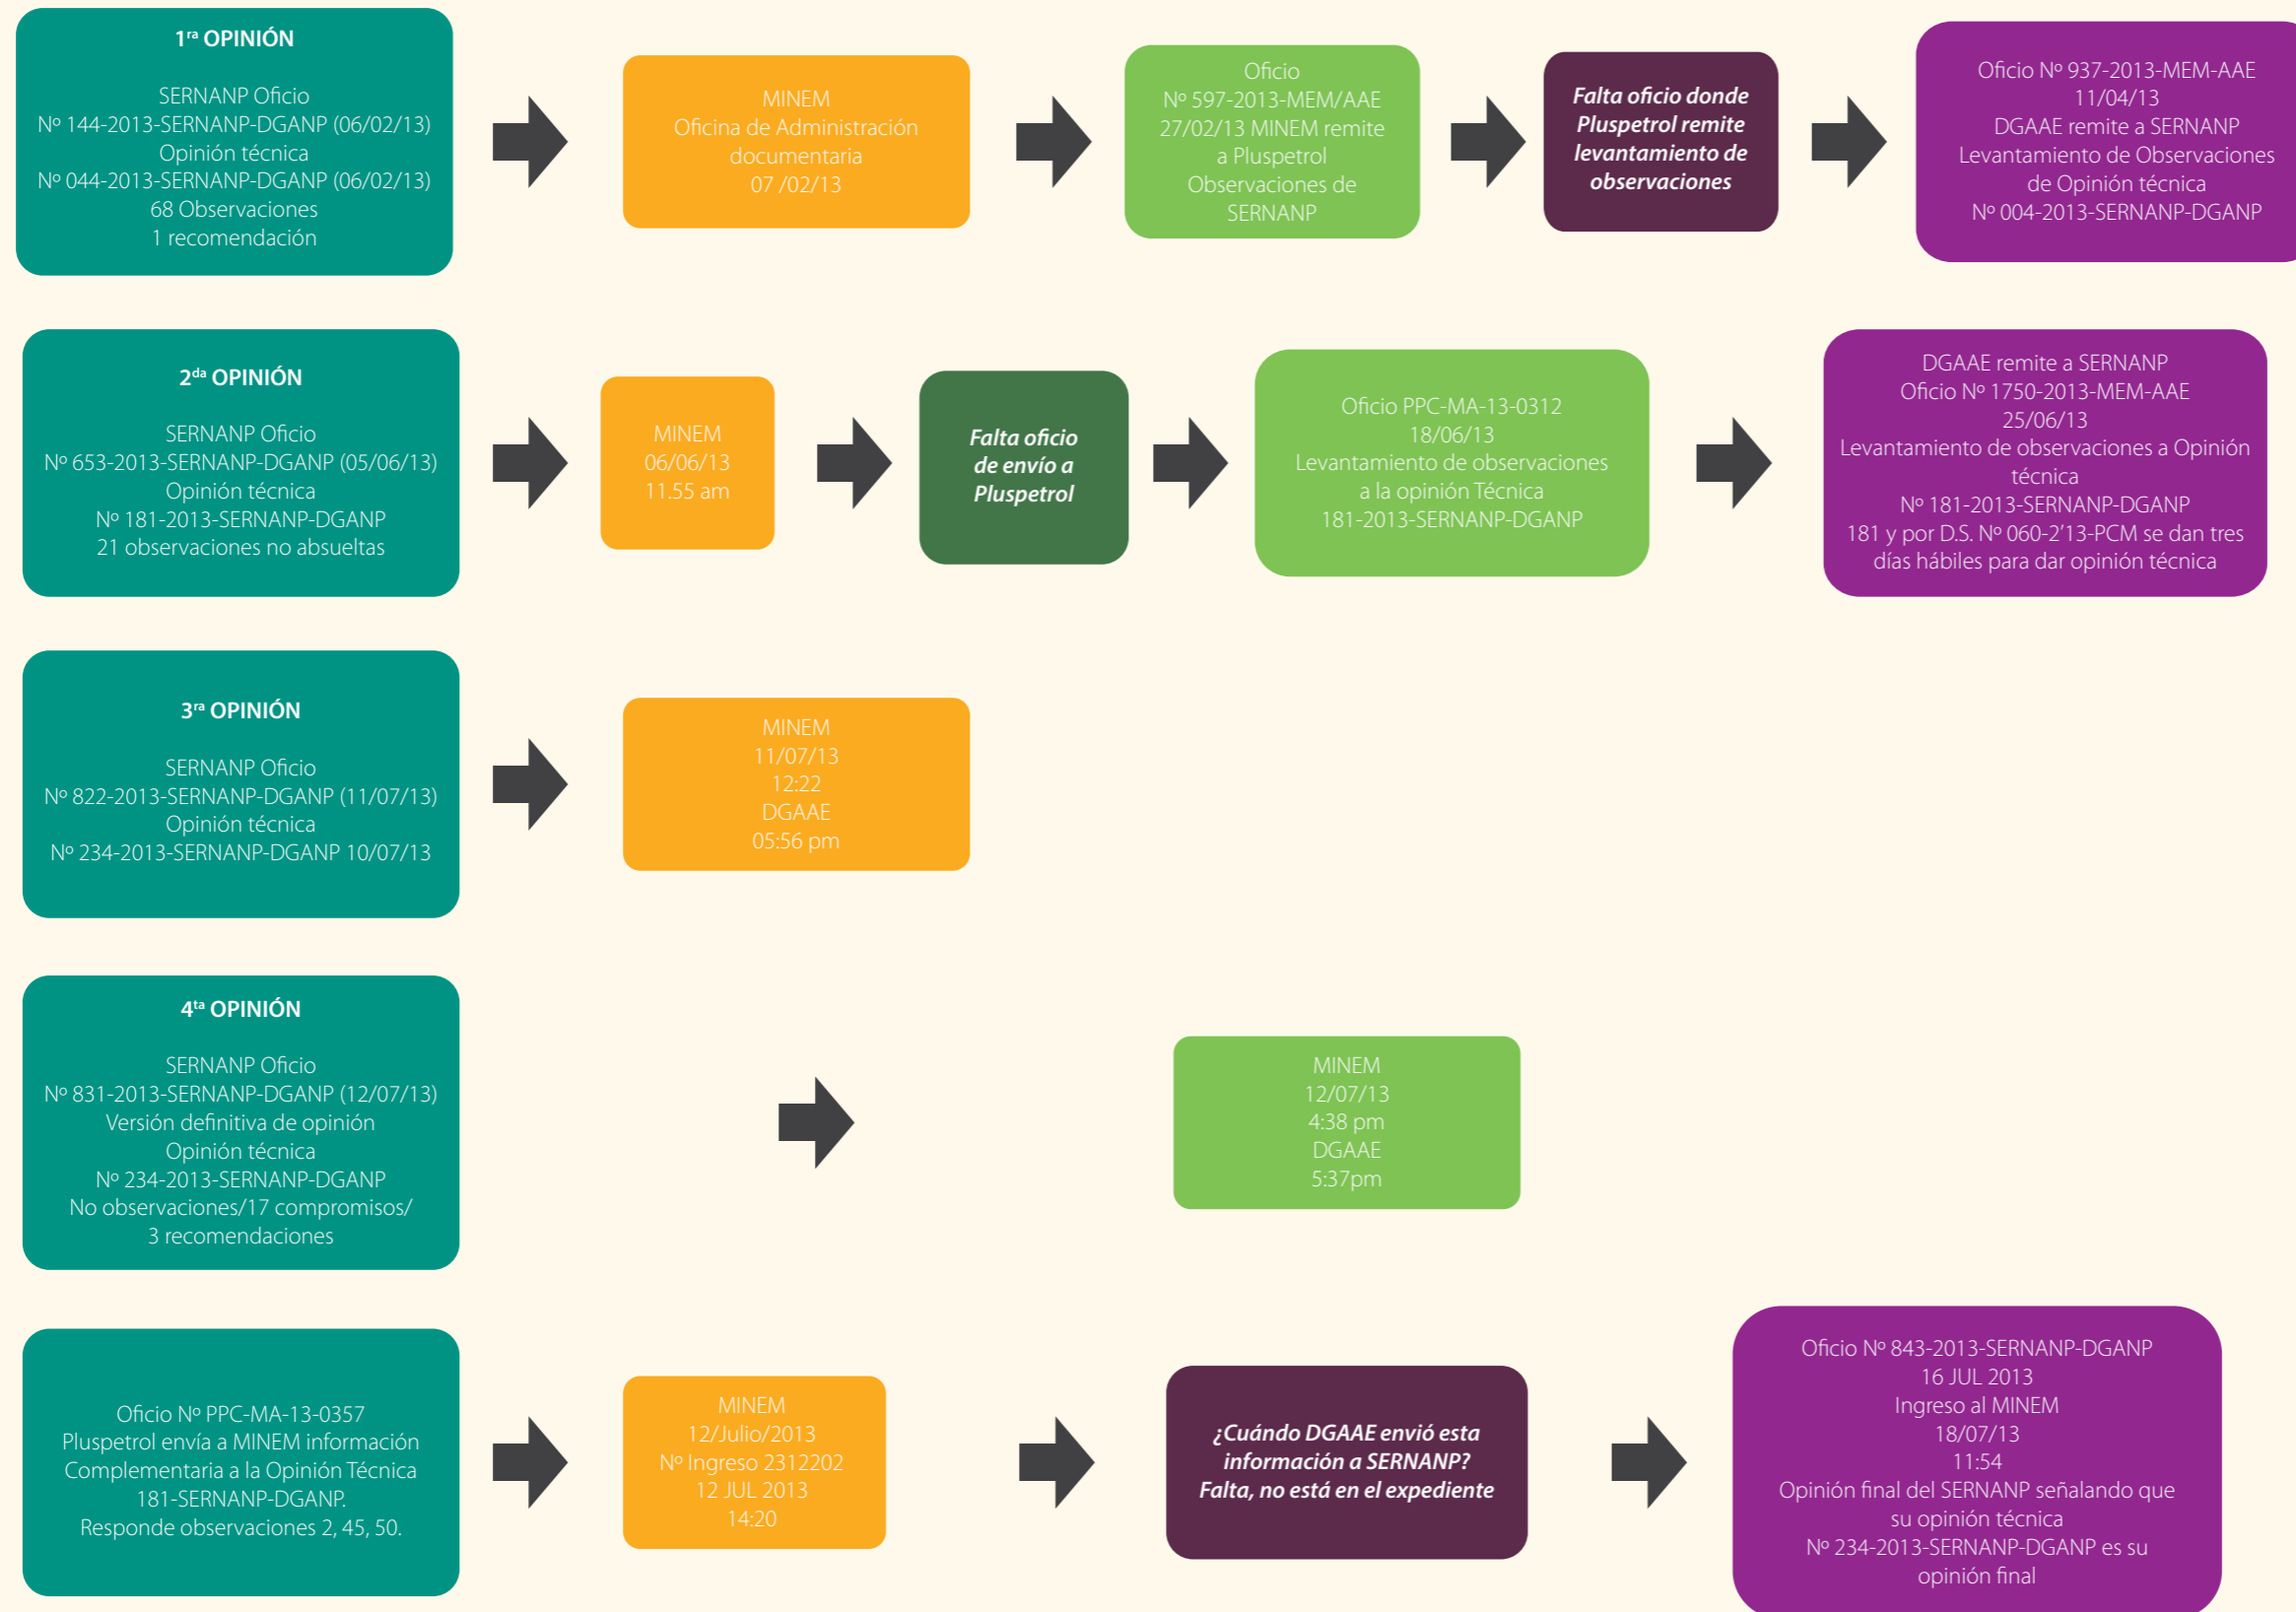 1ra OPINIÓN
SERNANP Oficio
Nº 144-2013-SERNANP-DGANP (06/02/13)
Opinión técnica
Nº 044-2013-SERNANP-DGANP (06/02/13)
68 Observaciones
1 recomendación
MINEM
Oficina de Administración
documentaria
07 /02/13
Oficio
Nº 597-2013-MEM/AAE
27/02/13 MINEM remite
a Pluspetrol
Observaciones de
SERNANP
Falta oficio donde
Pluspetrol remite
levantamiento de
observaciones
Oficio Nº 937-2013-MEM-AAE
11/04/13
DGAAE remite a SERNANP
Levantamiento de Observaciones
de Opinión técnica
Nº 004-2013-SERNANP-DGANP
2da OPINIÓN
SERNANP Oficio
Nº 653-2013-SERNANP-DGANP (05/06/13)
Opinión técnica
Nº 181-2013-SERNANP-DGANP
21 observaciones no absueltas
MINEM
06/06/13
11.55 am
Falta oficio
de envío a
Pluspetrol
Oficio PPC-MA-13-0312
18/06/13
Levantamiento de observaciones
a la opinión Técnica
181-2013-SERNANP-DGANP
DGAAE remite a SERNANP
Oficio Nº 1750-2013-MEM-AAE
25/06/13
Levantamiento de observaciones a Opinión
técnica
Nº 181-2013-SERNANP-DGANP
181 y por D.S. Nº 060-2'13-PCM se dan tres
días hábiles para dar opinión técnica
3ra OPINIÓN
SERNANP Oficio
Nº 822-2013-SERNANP-DGANP (11/07/13)
Opinión técnica
Nº 234-2013-SERNANP-DGANP 10/07/13
MINEM
11/07/13
12:22
DGAAE
05:56 pm
4ta OPINIÓN
SERNANP Oficio
Nº 831-2013-SERNANP-DGANP (12/07/13)
Versión definitiva de opinión
Opinión técnica
Nº 234-2013-SERNANP-DGANP
No observaciones/17 compromisos/
3 recomendaciones
MINEM
12/07/13
4:38 pm
DGAAE
5:37pm
Oficio Nº PPC-MA-13-0357
Pluspetrol envía a MINEM información
Complementaria a la Opinión Técnica
181-SERNANP-DGANP.
Responde observaciones 2, 45, 50.
MINEM
12/Julio/2013
Nº Ingreso 2312202
12 JUL 2013
14:20
¿Cuándo DGAAE envió esta
información a SERNANP?
Falta, no está en el expediente
Oficio Nº 843-2013-SERNANP-DGANP
16 JUL 2013
Ingreso al MINEM
18/07/13
11:54
Opinión final del SERNANP señalando que
su opinión técnica
Nº 234-2013-SERNANP-DGANP es su
opinión final